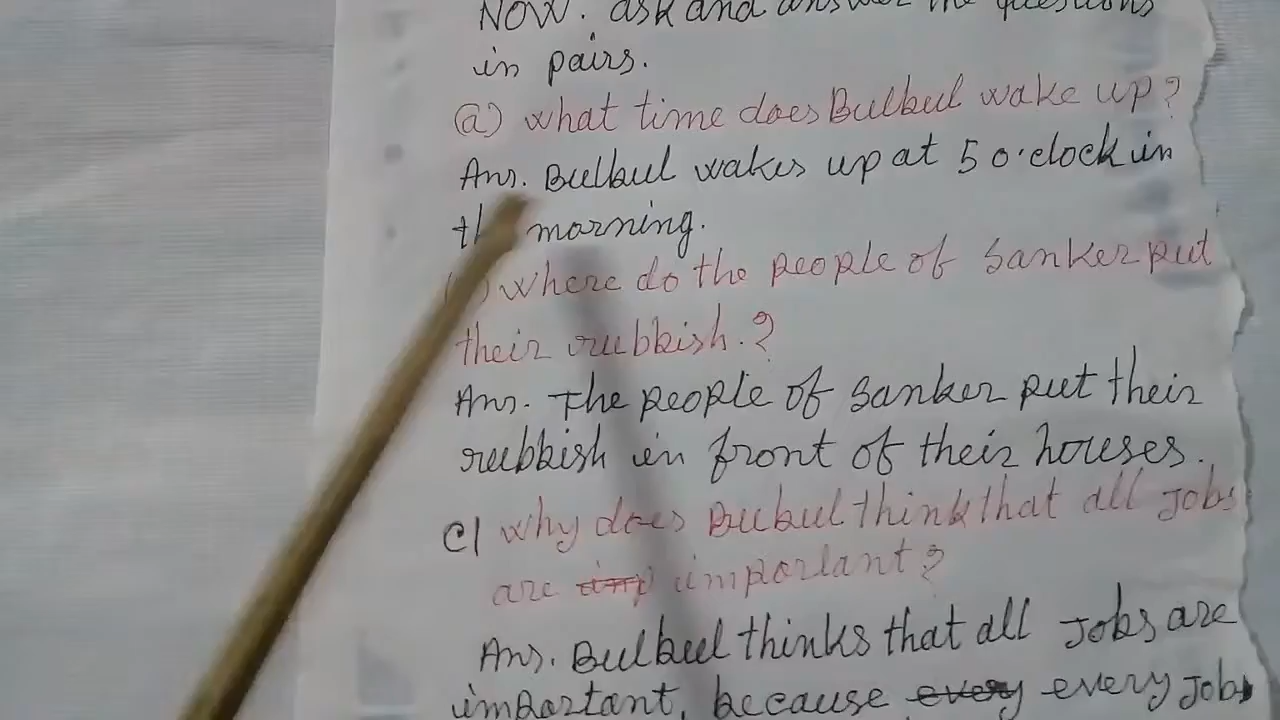 NOW. ask and answer the questions
in pairs.
(a) what time does Bulbul wake up?
Ans. Bulbul wakes up at 5 o'clock in
morning.
where do the people of Sanker put
their rubbish.?
Ans. The people of Sanker put their
rubbish in front of their houses.
c) why does Bulbul think that all Jobs
are important?
Ans. Bulbul thinks that all Jobs are
important, because every every Job